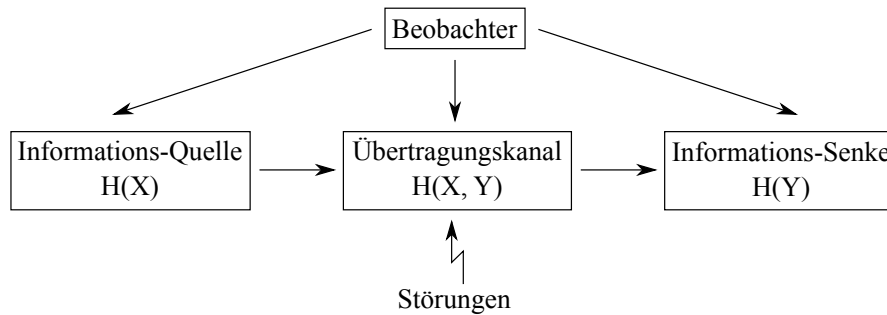 Beobachter
Informations-Quelle
H(X)
Übertragungskanal
H(X, Y)
Informations-Senke
H(Y)
Störungen